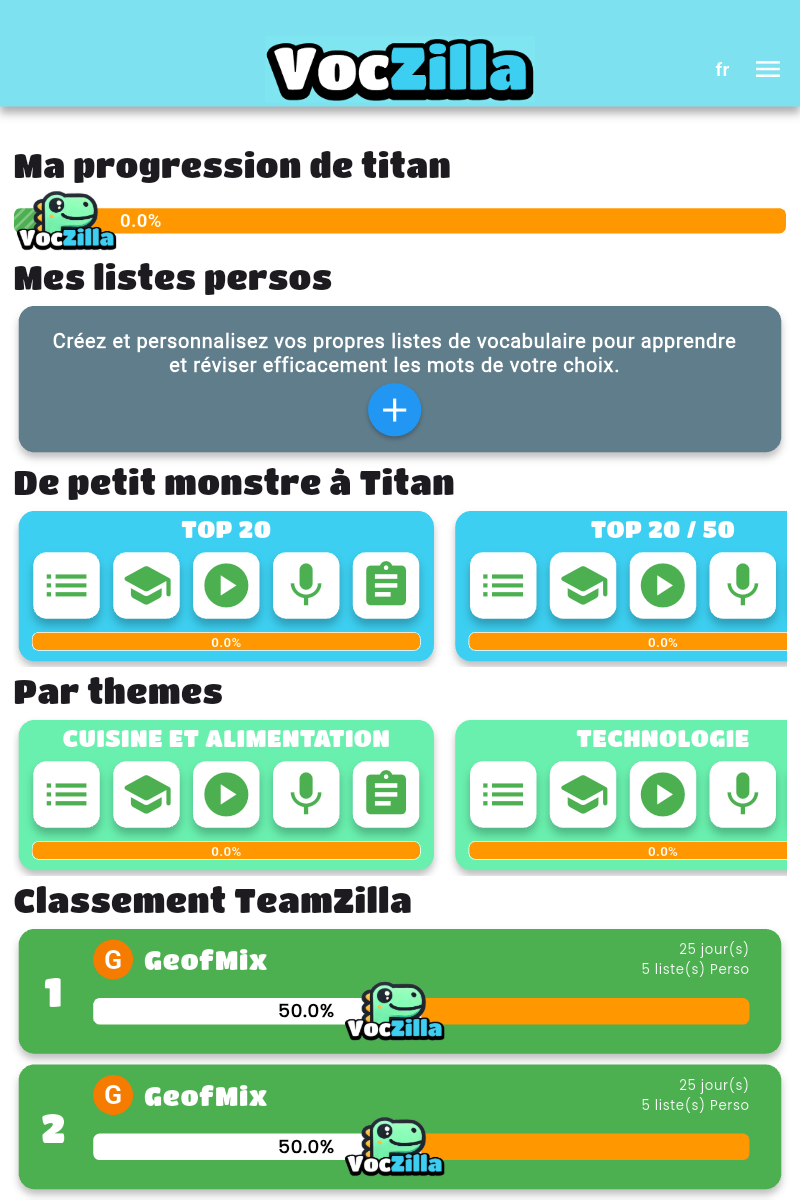 VocZilla
fr
Ma progression de titan
0.0%
VocZilla
Mes listes persos
Créez et personnalisez vos propres listes de vocabulaire pour apprendre
et réviser efficacement les mots de votre choix.
De petit monstre à Titan
TOP 20
0.0%
TOP 20 / 50
0.0%
Par themes
CUISINE ET ALIMENTATION
0.0%
TECHNOLOGIE
0.0%
Classement TeamZilla
1
G
GeofMix
25 jour(s)
5 liste(s) Perso
50.0%
VocZilla
2
G
GeofMix
25 jour(s)
5 liste(s) Perso
50.0%
VocZilla